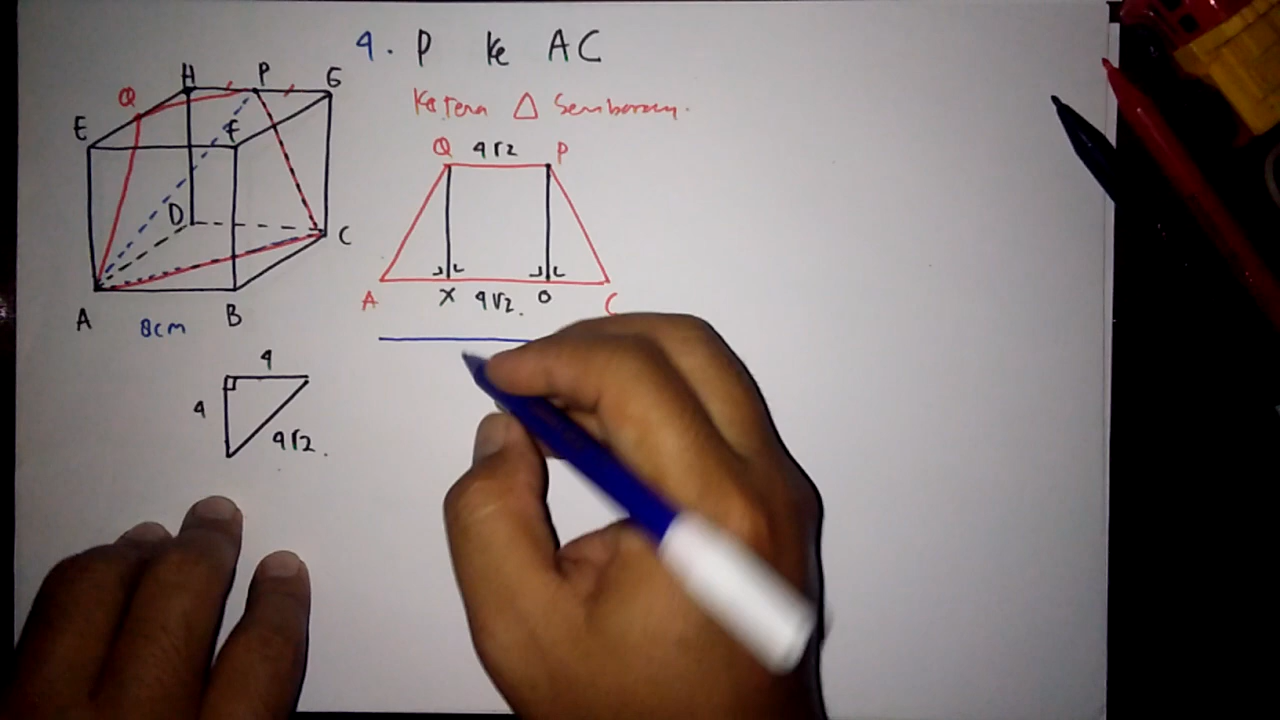 4. P ke AC
Karena △ Sembarang.
H P G
Q
E F
D
C
A B
8cm
Q 4√2 P
A X 4√2. O C
4
4
4√2.